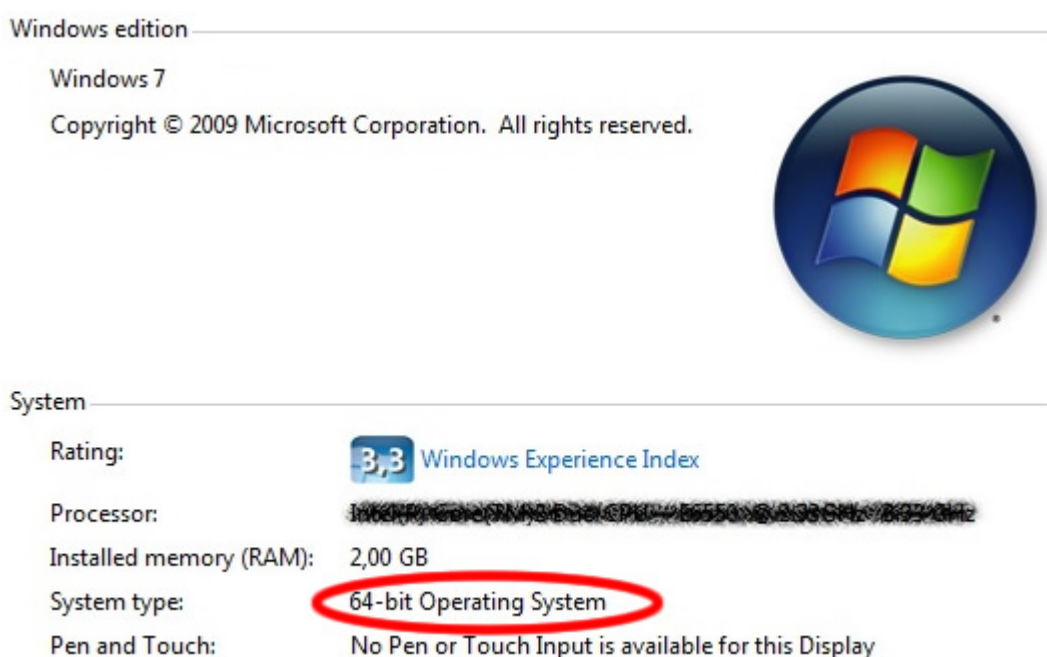 Windows edition
Windows 7
Copyright © 2009 Microsoft Corporation. All rights reserved.
System
Rating: 3,3 Windows Experience Index
Processor:
Installed memory (RAM): 2,00 GB
System type: 64-bit Operating System
Pen and Touch: No Pen or Touch Input is available for this Display